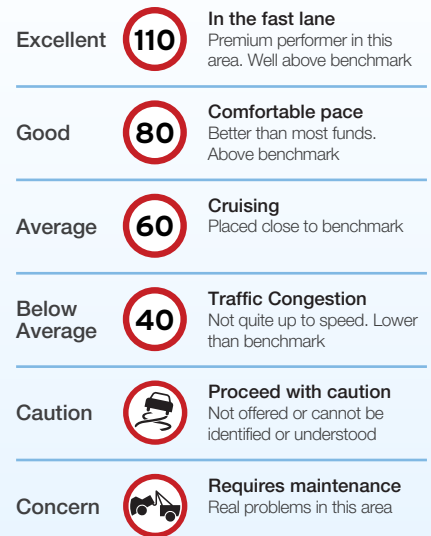 Excellent
110
In the fast lane
Premium performer in this
area. Well above benchmark
Good
80
Comfortable pace
Better than most funds.
Above benchmark
Average
60
Cruising
Placed close to benchmark
Below
Average
40
Traffic Congestion
Not quite up to speed. Lower
than benchmark
Caution
Proceed with caution
Not offered or cannot be
identified or understood
Concern
Requires maintenance
Real problems in this area